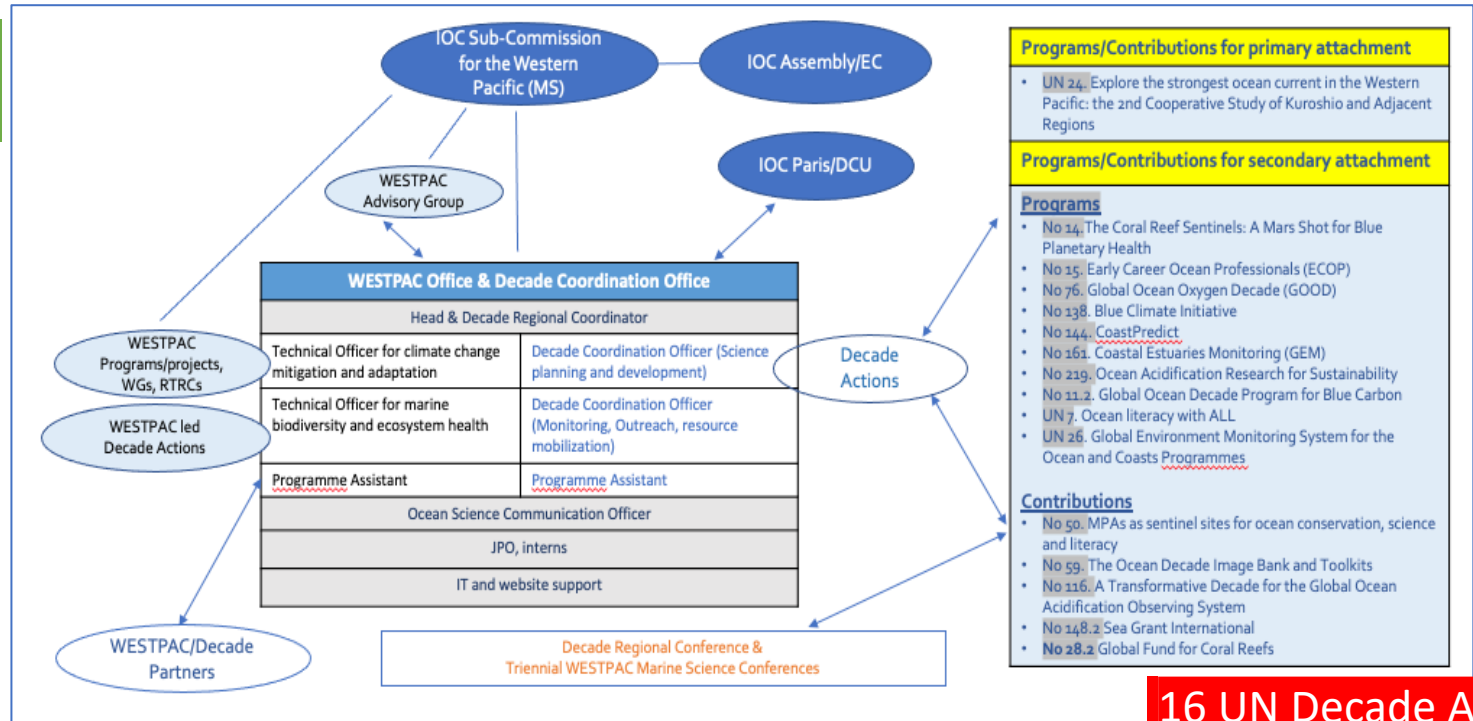 IOC Sub-Commission
for the Western
Pacific (MS)
IOC Assembly/EC
IOC Paris/DCU
WESTPAC
Advisory Group
WESTPAC Office & Decade Coordination Office
Head & Decade Regional Coordinator
Technical Officer for climate change
mitigation and adaptation
Decade Coordination Officer (Science
planning and development)
Technical Officer for marine
biodiversity and ecosystem health
Decade Coordination Officer
(Monitoring, Outreach, resource
mobilization)
Programme Assistant
Programme Assistant
Ocean Science Communication Officer
JPO, interns
IT and website support
WESTPAC
Programs/projects,
WGs, RTRCs
WESTPAC led
Decade Actions
WESTPAC/Decade
Partners
Decade
Actions
Decade Regional Conference &
Triennial WESTPAC Marine Science Conferences
Programs/Contributions for primary attachment
• UN 24. Explore the strongest ocean current in the Western
Pacific: the 2nd Cooperative Study of Kuroshio and Adjacent
Regions
Programs/Contributions for secondary attachment
Programs
• No 14.The Coral Reef Sentinels: A Mars Shot for Blue
Planetary Health
• No 15. Early Career Ocean Professionals (ECOP)
• No 76. Global Ocean Oxygen Decade (GOOD)
• No 138. Blue Climate Initiative
• No 144. CoastPredict
• No 161. Coastal Estuaries Monitoring (GEM)
• No 219. Ocean Acidification Research for Sustainability
• No 11.2. Global Ocean Decade Program for Blue Carbon
• UN 7. Ocean literacy with ALL
• UN 26. Global Environment Monitoring System for the
Ocean and Coasts Programmes
Contributions
• No 50. MPAs as sentinel sites for ocean conservation, science
and literacy
• No 59. The Ocean Decade Image Bank and Toolkits
• No 116. A Transformative Decade for the Global Ocean
Acidification Observing System
• No 148.2 Sea Grant International
• No 28.2 Global Fund for Coral Reefs
16 UN Decade A